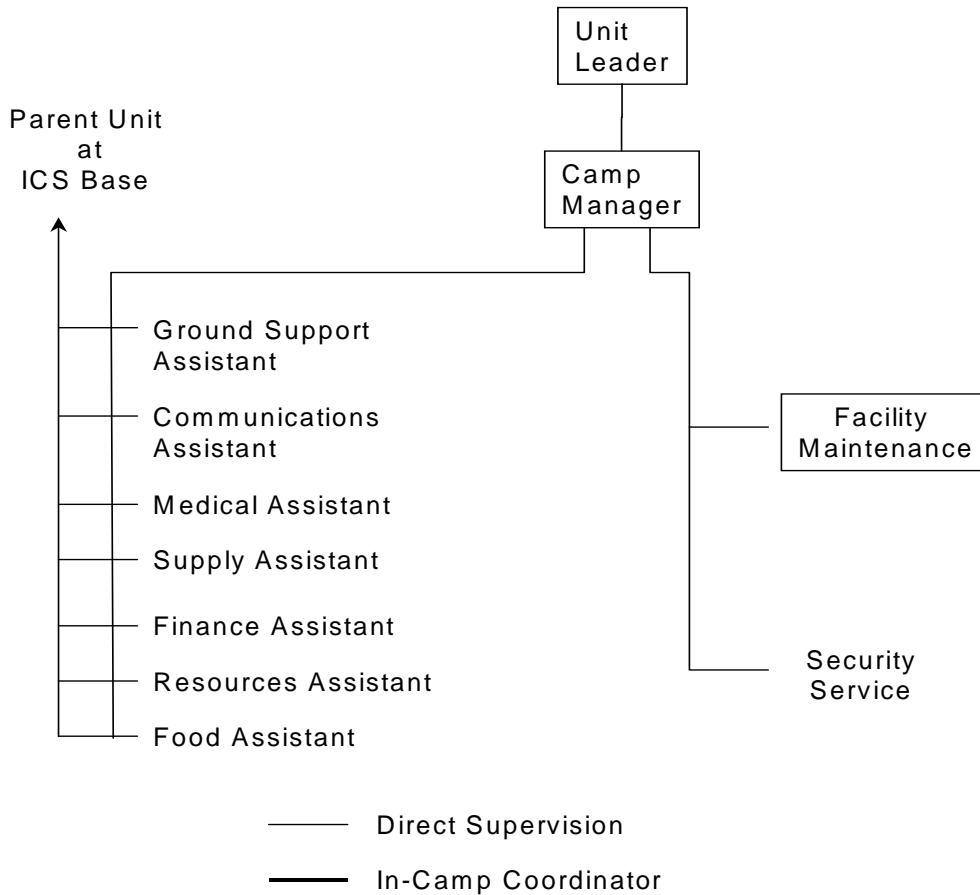 Unit
Leader
Parent Unit
at
ICS Base
Camp
Manager
Ground Support
Assistant
Communications
Assistant
Medical Assistant
Supply Assistant
Finance Assistant
Resources Assistant
Food Assistant
Facility
Maintenance
Security
Service
Direct Supervision
In-Camp Coordinator